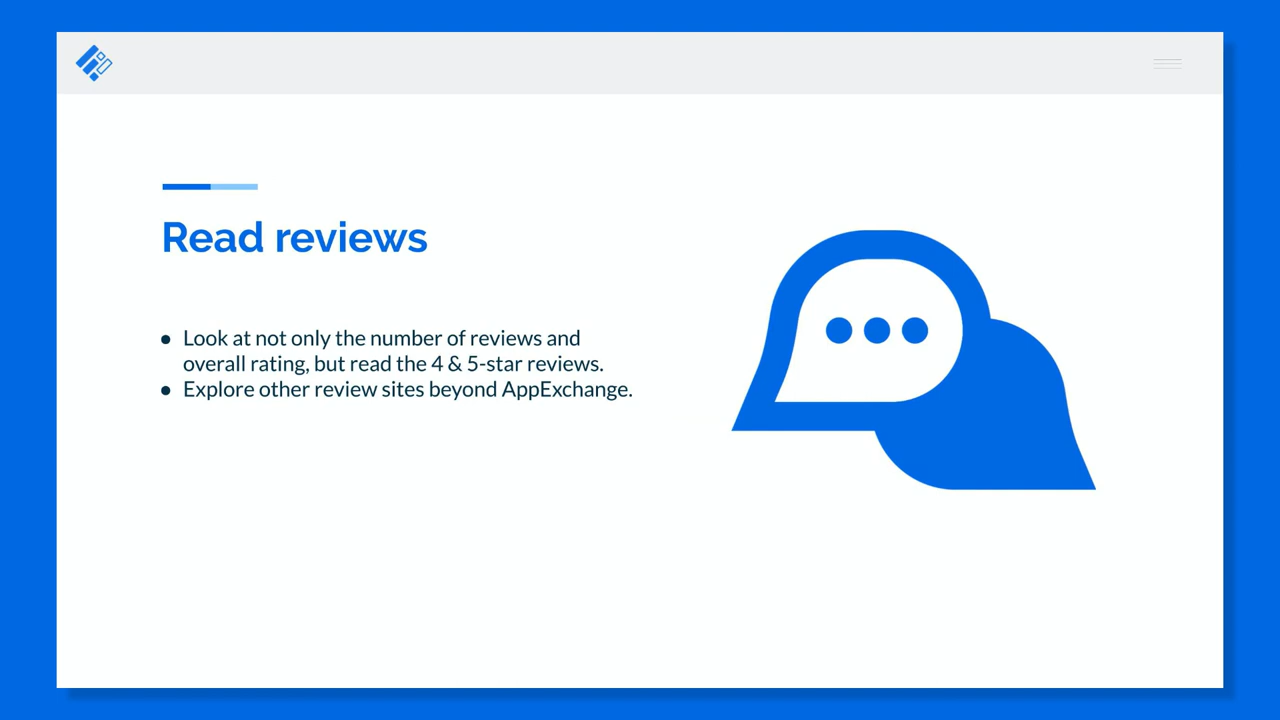 Read reviews
● Look at not only the number of reviews and
overall rating, but read the 4 & 5-star reviews.
● Explore other review sites beyond AppExchange.